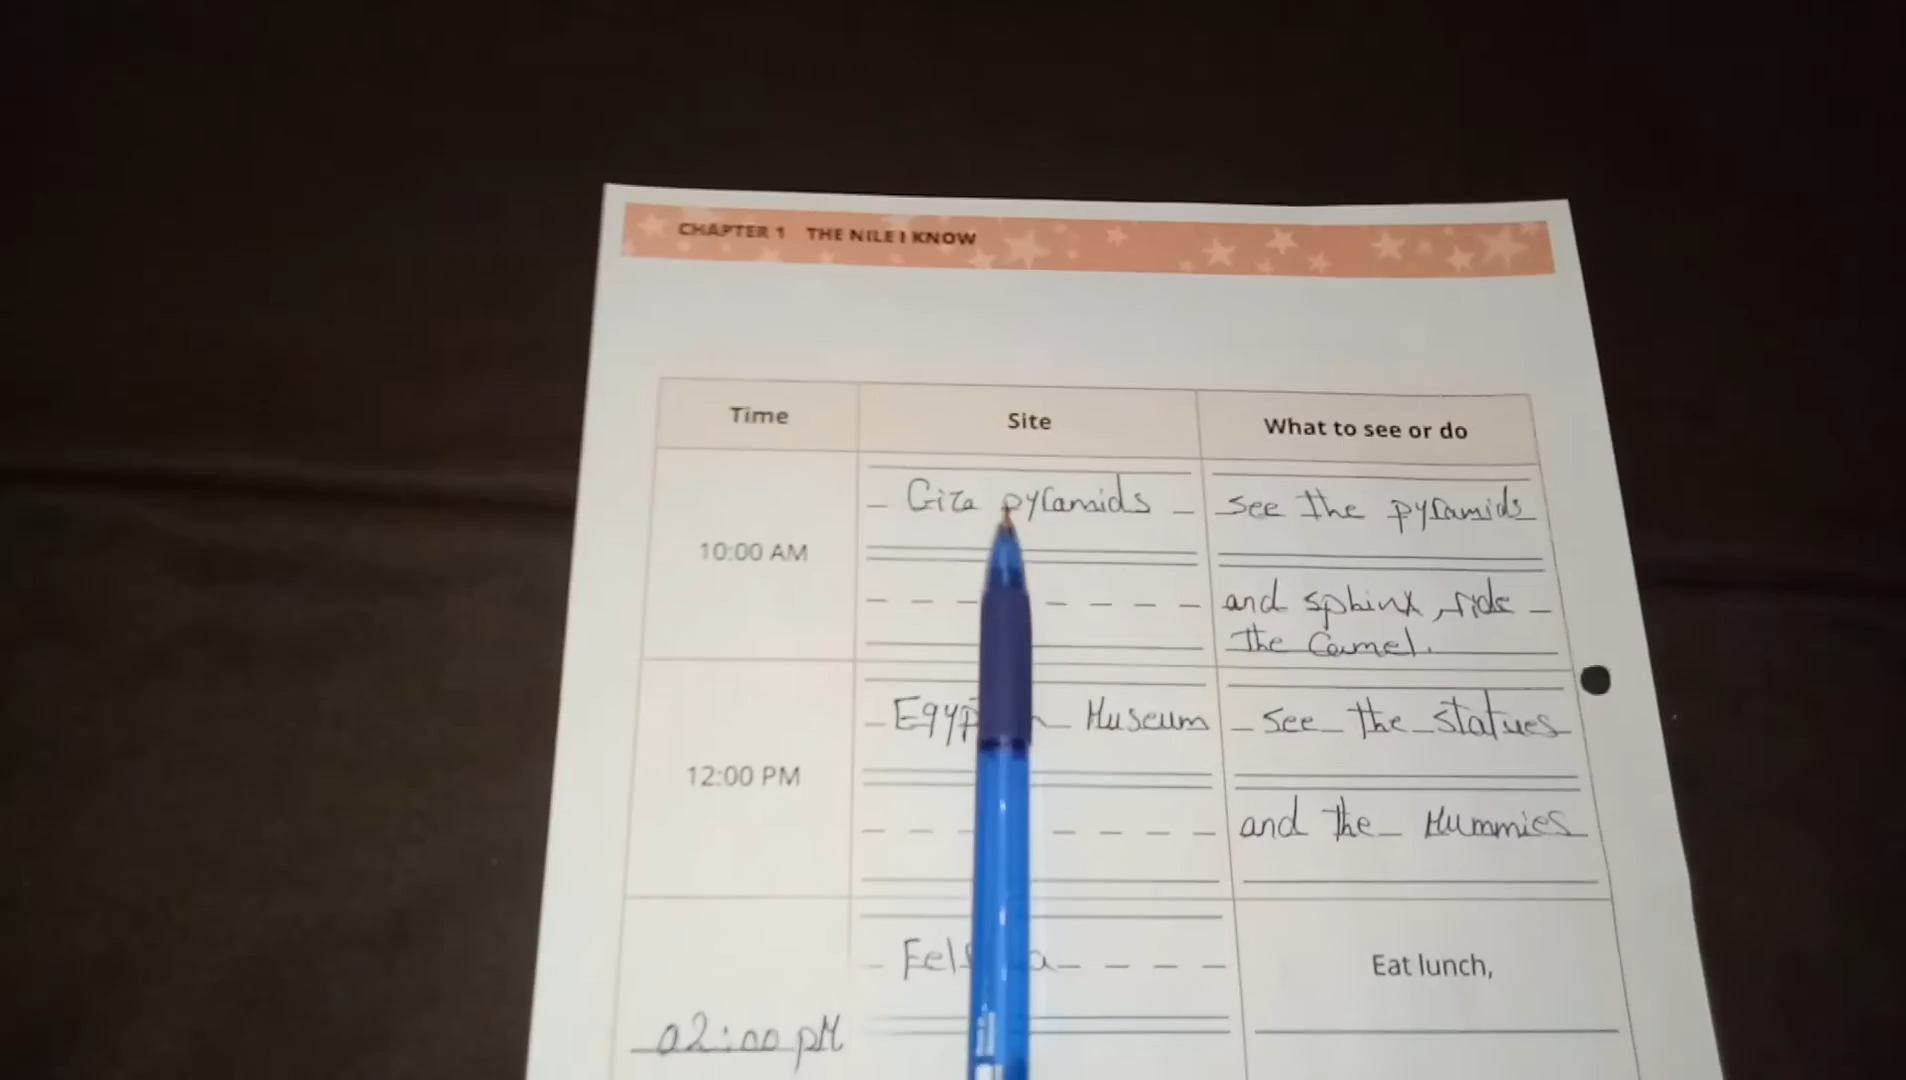 CHAPTER 1 THE NILE I KNOW
Time Site What to see or do
10:00 AM
Giza pyramids
see the pyramids
and sphinx, ride
the Camel.
12:00 PM
Museum
see the statues
and the Mummies
02:00 pM
Eat lunch,